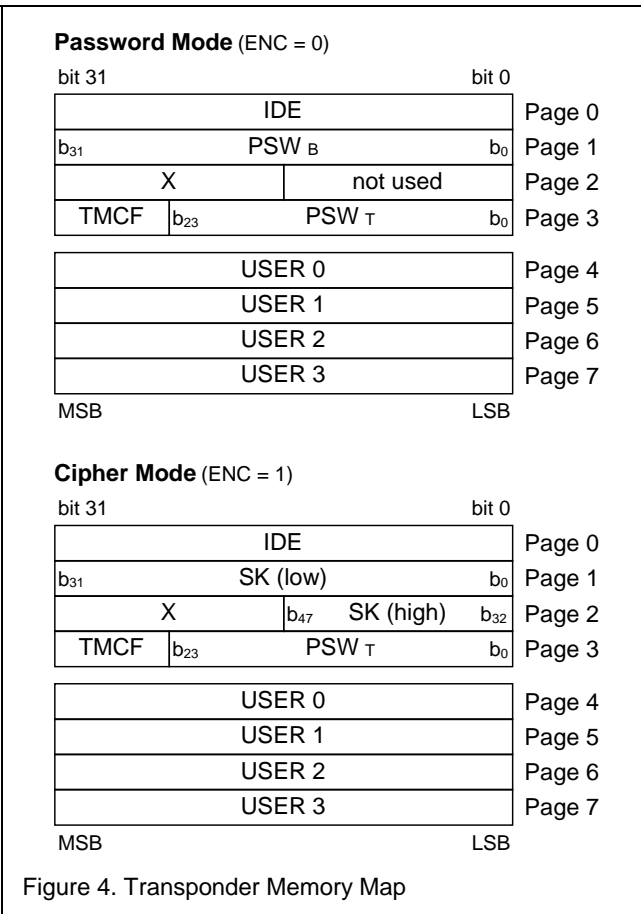 Password Mode (ENC = 0)
bit 31 bit 0
IDE Page 0
b31 PSW B b0 Page 1
X not used Page 2
TMCF b23 PSW T b0 Page 3
USER 0 Page 4
USER 1 Page 5
USER 2 Page 6
USER 3 Page 7
MSB LSB
Cipher Mode (ENC = 1)
bit 31 bit 0
IDE Page 0
b31 SK (low) b0 Page 1
X b47 SK (high) b32 Page 2
TMCF b23 PSW T b0 Page 3
USER 0 Page 4
USER 1 Page 5
USER 2 Page 6
USER 3 Page 7
MSB LSB
Figure 4. Transponder Memory Map